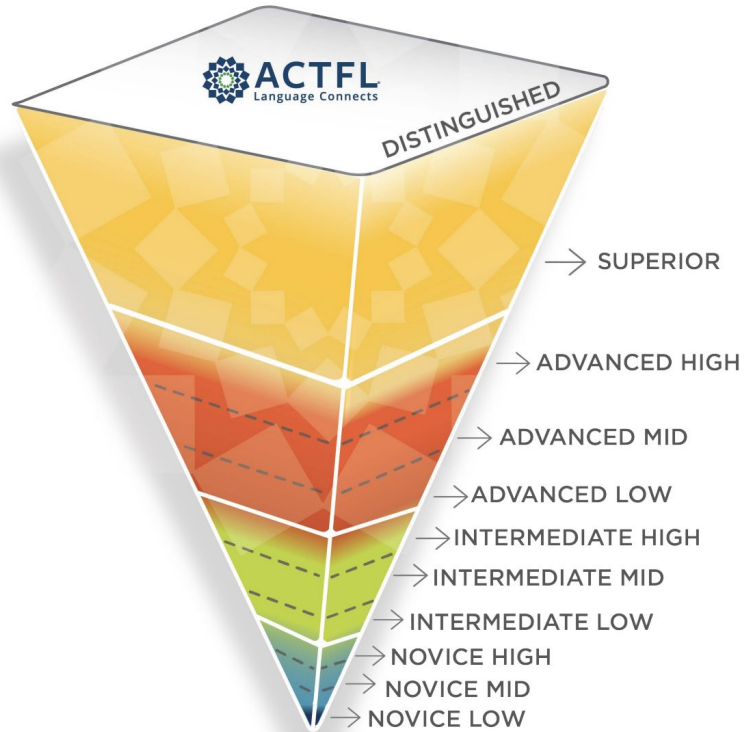 ACTFL
Language Connects
DISTINGUISHED
SUPERIOR
ADVANCED HIGH
ADVANCED MID
ADVANCED LOW
INTERMEDIATE HIGH
INTERMEDIATE MID
INTERMEDIATE LOW
NOVICE HIGH
NOVICE MID
NOVICE LOW